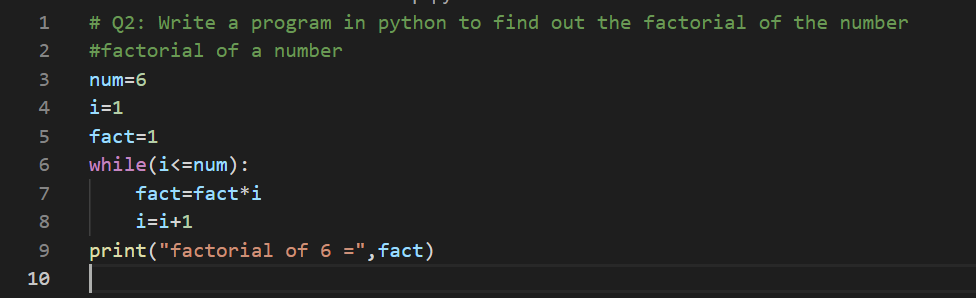 1 # Q2: Write a program in python to find out the factorial of the number
2 #factorial of a number
3 num=6
4 i=1
5 fact=1
6 while(i<=num):
7     fact=fact*i
8     i=i+1
9 print("factorial of 6 =",fact)
10